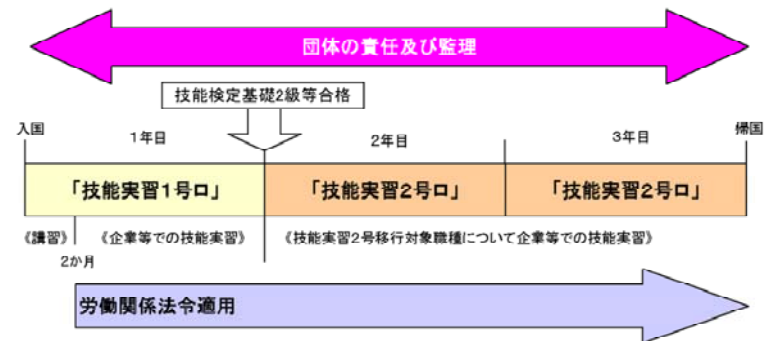 団体の責任及び監理
技能検定基礎2級等合格
入国
1年目
2年目
3年目
帰国
「技能実習1号ロ」
「技能実習2号ロ」
「技能実習2号ロ」
《講習》
《企業等での技能実習》
《技能実習2号移行対象職種について企業等での技能実習》
2か月
労働関係法令適用